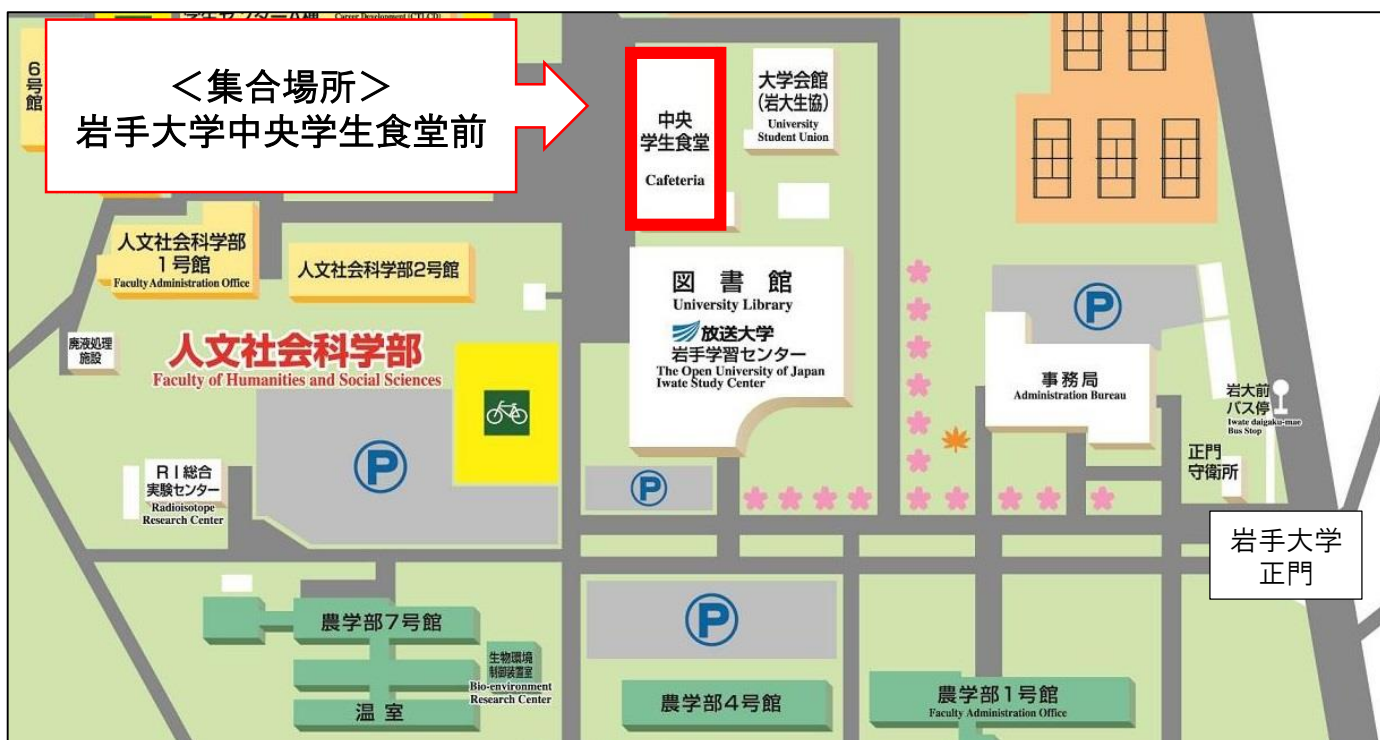 Career Development (CTLCD)
6
号
館
＜集合場所＞
岩手大学中央学生食堂前
中央
学生食堂
Cafeteria
大学会館
（岩大生協）
University
Student Union
人文社会科学部
1号館
Faculty Administration Office
人文社会科学部2号館
図書館
University Library
放送大学
岩手学習センター
The Open University of Japan
Iwate Study Center
廃液処理
施設
人文社会科学部
Faculty of Humanities and Social Sciences
P
事務局
Administration Bureau
岩大前
バス停
Iwate daigaku-mae
Bus Stop
正門
守衛所
RI総合
実験センター
Radioisotope
Research Center
P
P
岩手大学
正門
農学部7号館
P
生物環境
制御装置室
Bio-environment
Research Center
温室
農学部4号館
農学部1号館
Faculty Administration Office